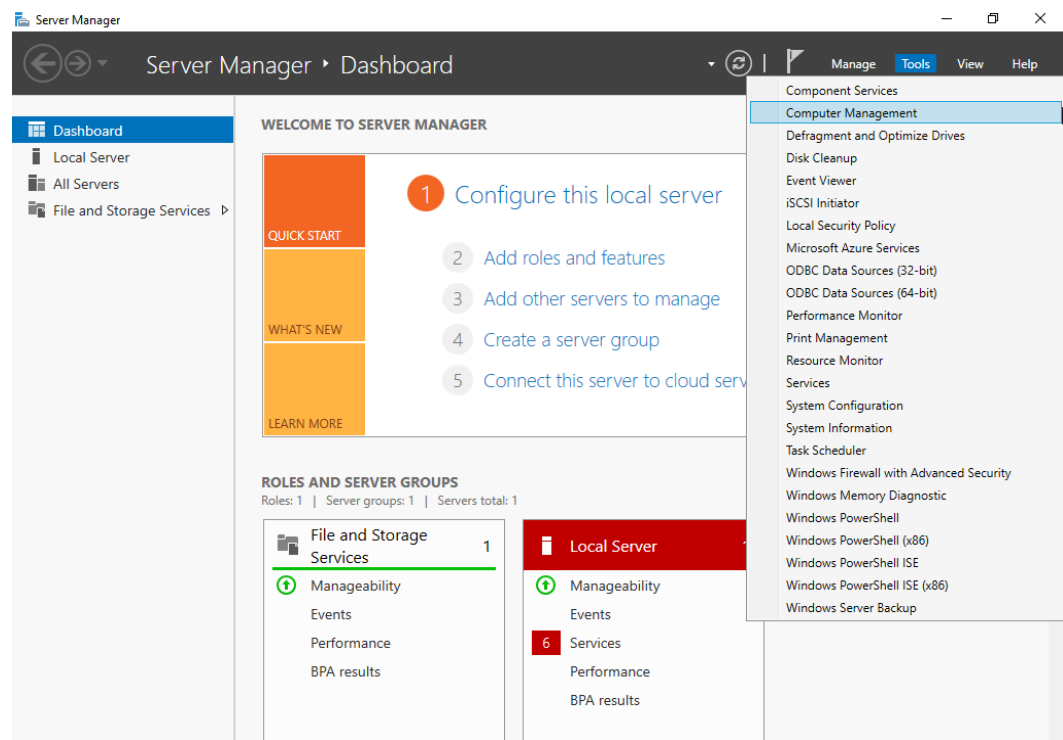 Server Manager
Server Manager ‣ Dashboard
Manage Tools View Help
Dashboard
Local Server
All Servers
File and Storage Services
WELCOME TO SERVER MANAGER
QUICK START
WHAT'S NEW
LEARN MORE
1 Configure this local server
2 Add roles and features
3 Add other servers to manage
4 Create a server group
5 Connect this server to cloud serv
ROLES AND SERVER GROUPS
Roles: 1 | Server groups: 1 | Servers total: 1
File and Storage
Services 1
Manageability
Events
Performance
BPA results
Local Server
Manageability
Events
6 Services
Performance
BPA results
Component Services
Computer Management
Defragment and Optimize Drives
Disk Cleanup
Event Viewer
iSCSI Initiator
Local Security Policy
Microsoft Azure Services
ODBC Data Sources (32-bit)
ODBC Data Sources (64-bit)
Performance Monitor
Print Management
Resource Monitor
Services
System Configuration
System Information
Task Scheduler
Windows Firewall with Advanced Security
Windows Memory Diagnostic
Windows PowerShell
Windows PowerShell (x86)
Windows PowerShell ISE
Windows PowerShell ISE (x86)
Windows Server Backup